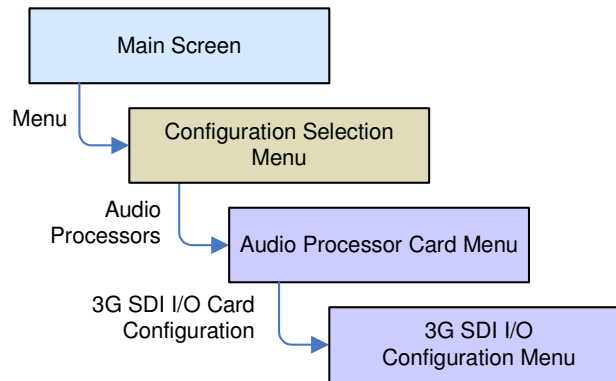 Main Screen
Menu
Configuration Selection
Menu
Audio
Processors
Audio Processor Card Menu
3G SDI I/O Card
Configuration
3G SDI I/O
Configuration Menu